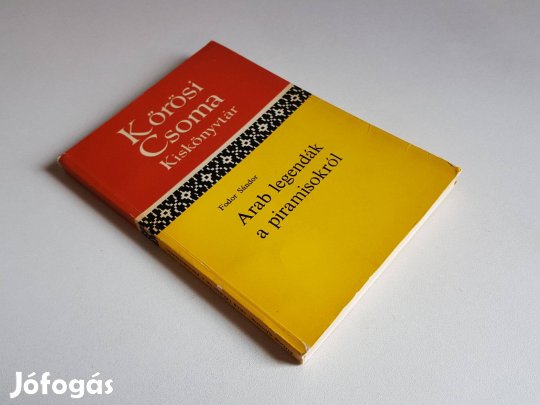 Kőrösi
Csoma
Kiskönyvtár
Fodor Sándor
Arab legendák
a piramisokról
Jófogás